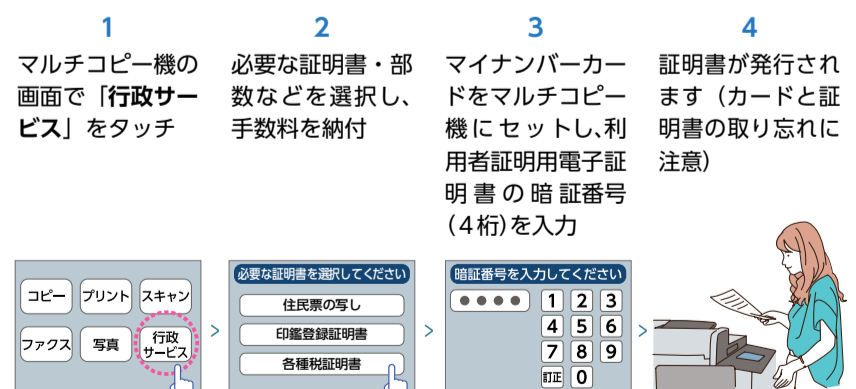 1
マルチコピー機の
画面で「行政サー
ビス」をタッチ
2
必要な証明書・部
数などを選択し、
手数料を納付
3
マイナンバーカー
ドをマルチコピー
機にセットし、利
用者証明用電子証
明書の暗証番号
(4桁)を入力
4
証明書が発行され
ます（カードと証
明書の取り忘れに
注意）
コピー プリント スキャン
ファクス 写真 行政
サービス
>
必要な証明書を選択してください
住民票の写し
印鑑登録証明書
各種税証明書
>
暗証番号を入力してください
●●●● 1 2 3
4 5 6
7 8 9
訂正 0
>